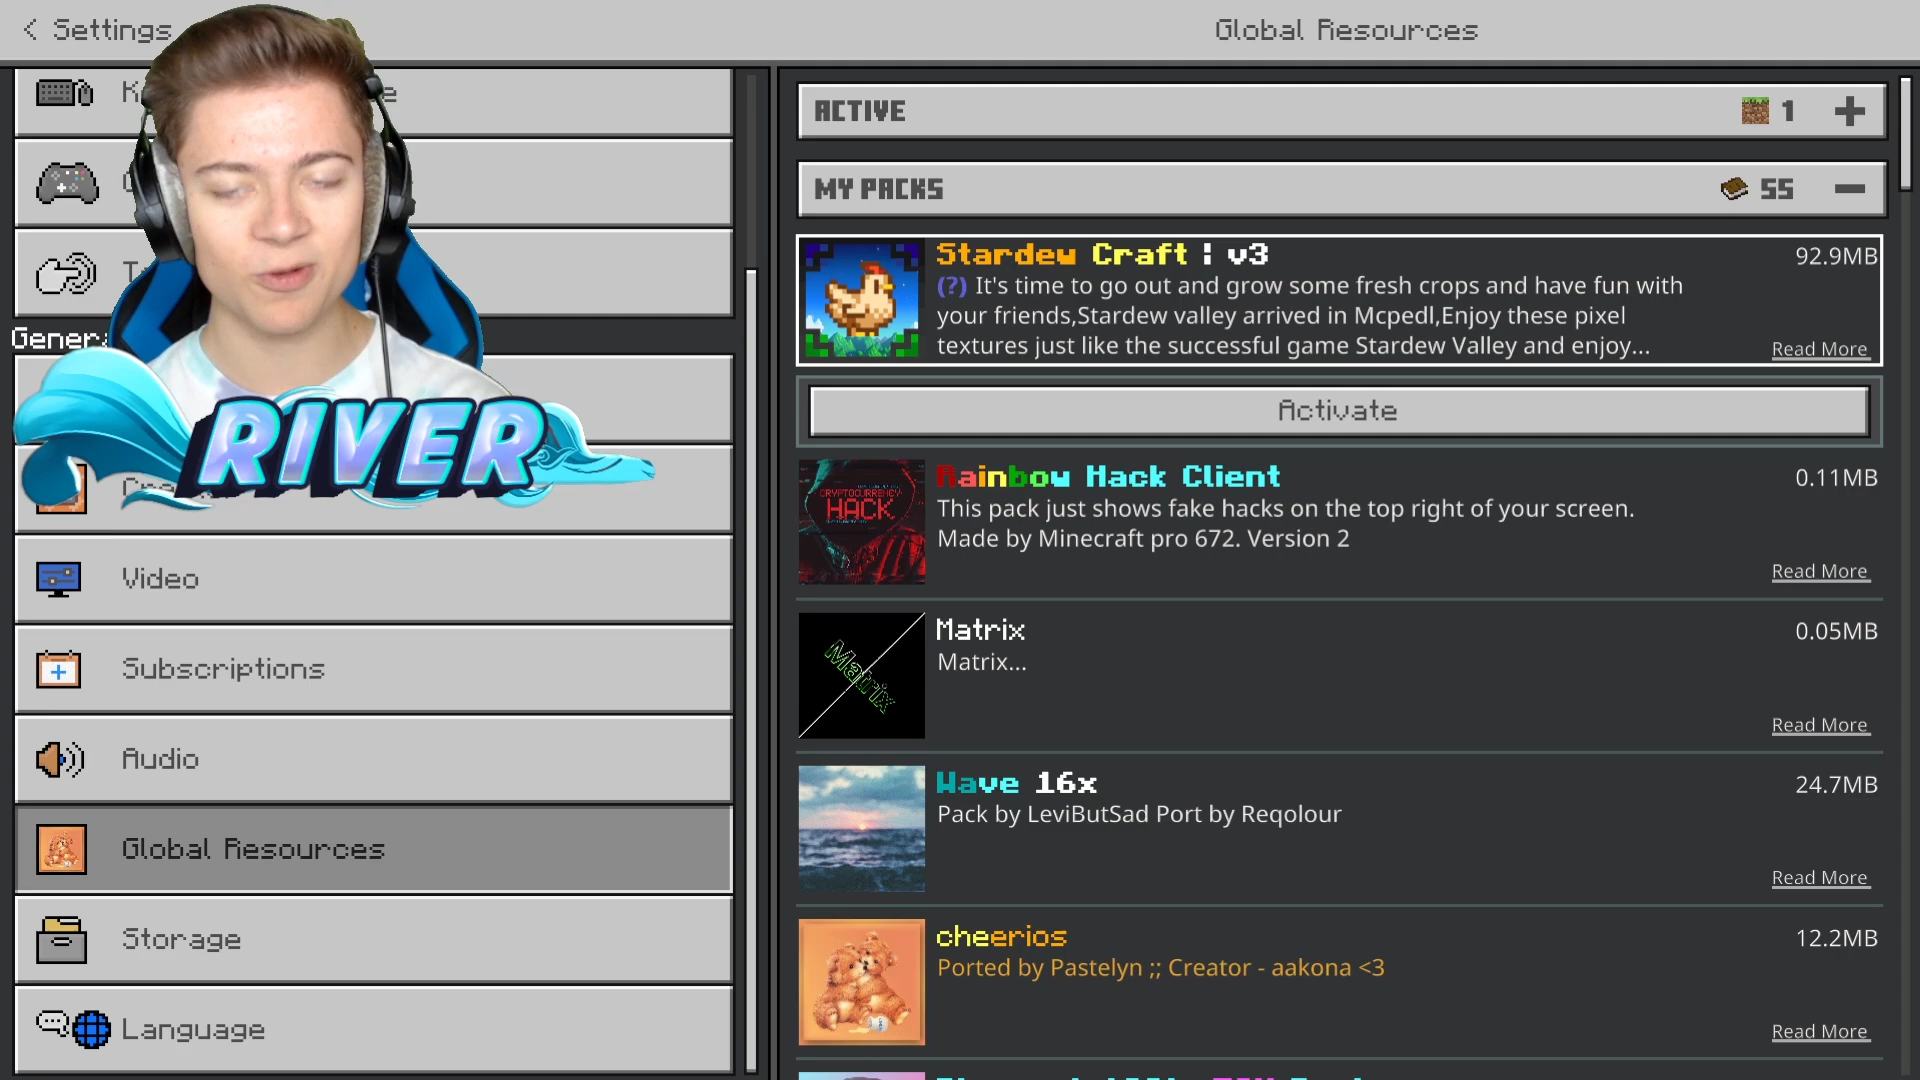 Settings
Global Resources
K
e
Genera
RIVER
Video
Subscriptions
Audio
Global Resources
Storage
Language
ACTIVE
1
MY PACKS
55
Stardew Craft | v3
92.9MB
(?) It's time to go out and grow some fresh crops and have fun with
your friends,Stardew valley arrived in Mcpedl,Enjoy these pixel
textures just like the successful game Stardew Valley and enjoy...
Read More
Activate
CRYPTOCURRENCY
HACK
Rainbow Hack Client
0.11MB
This pack just shows fake hacks on the top right of your screen.
Made by Minecraft pro 672. Version 2
Read More
Matrix
Matrix
0.05MB
Matrix...
Read More
Wave 16x
24.7MB
Pack by LeviButSad Port by Reqolour
Read More
cheerios
12.2MB
Ported by Pastelyn ;; Creator - aakona <3
Read More